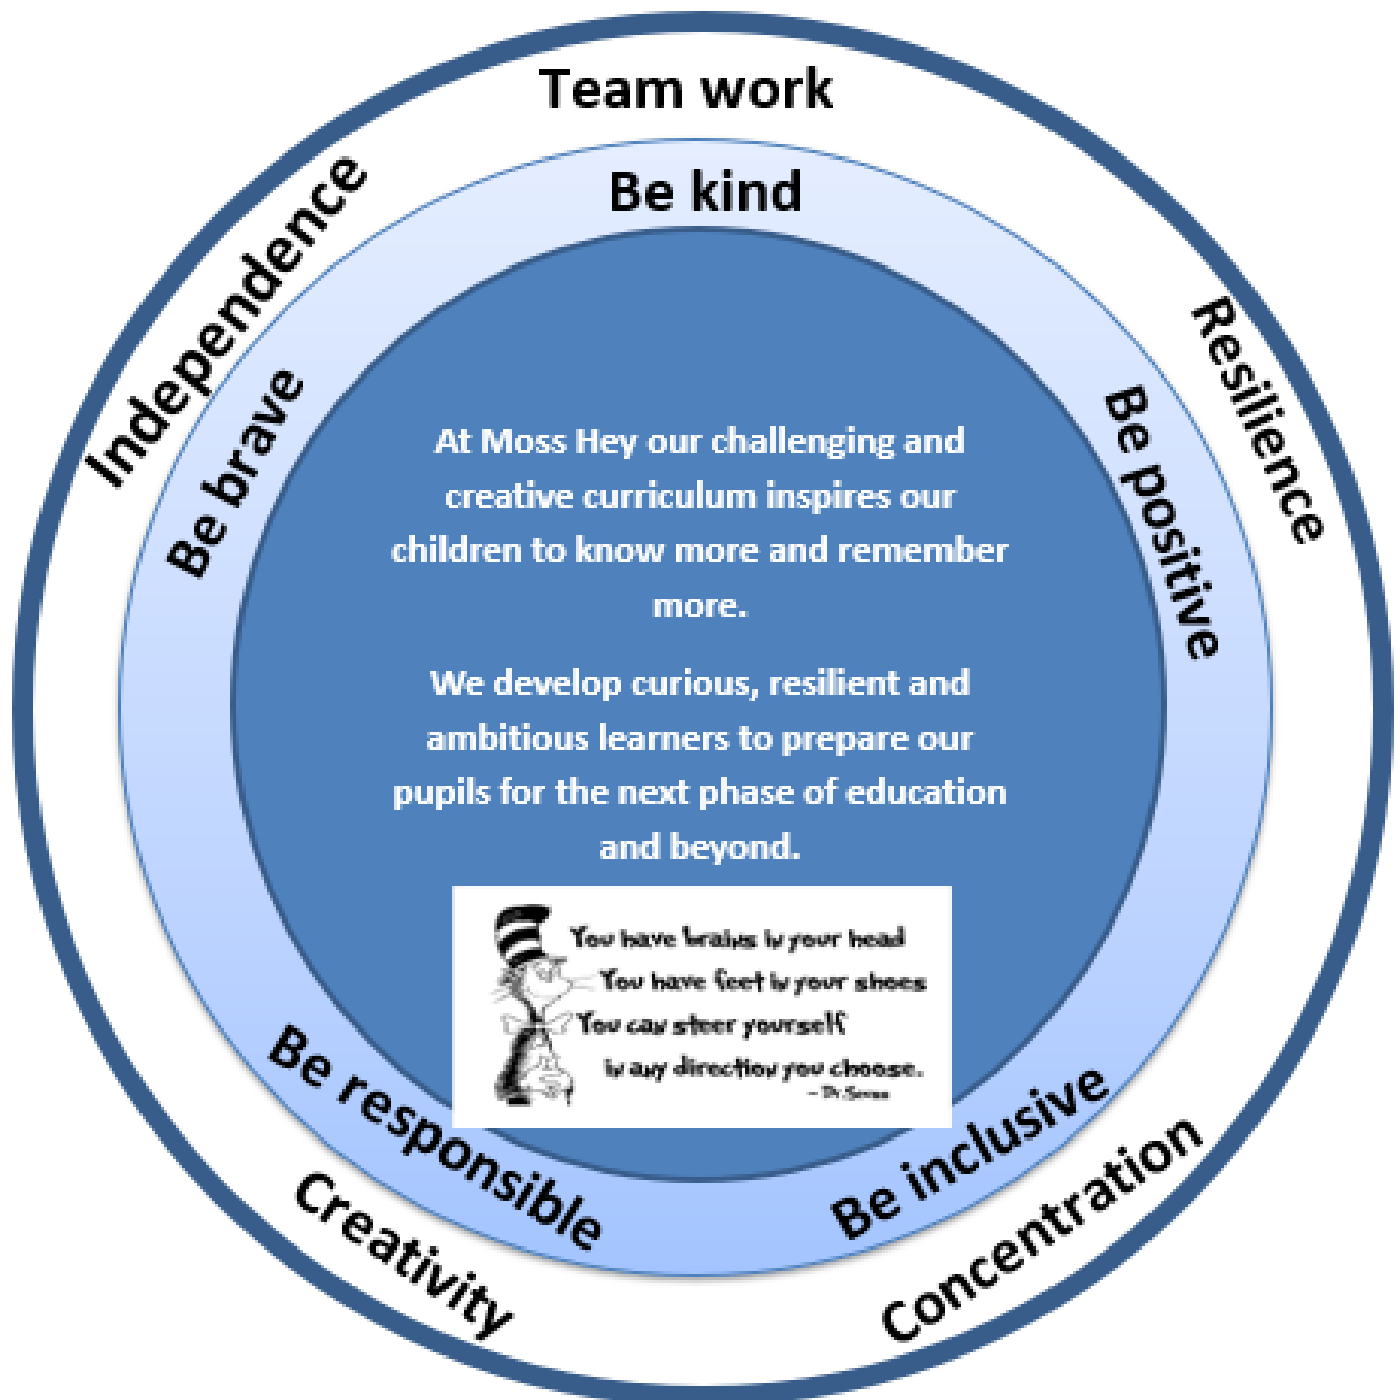 Team work
Independence
Resilience
Be kind
Be brave
Be positive
At Moss Hey our challenging and
creative curriculum inspires our
children to know more and remember
more.
We develop curious, resilient and
ambitious learners to prepare our
pupils for the next phase of education
and beyond.
You have brains in your head
You have feet in your shoes
You can steer yourself
in any direction you choose.
- Dr. Seuss
Be responsible
Be inclusive
Creativity
Concentration